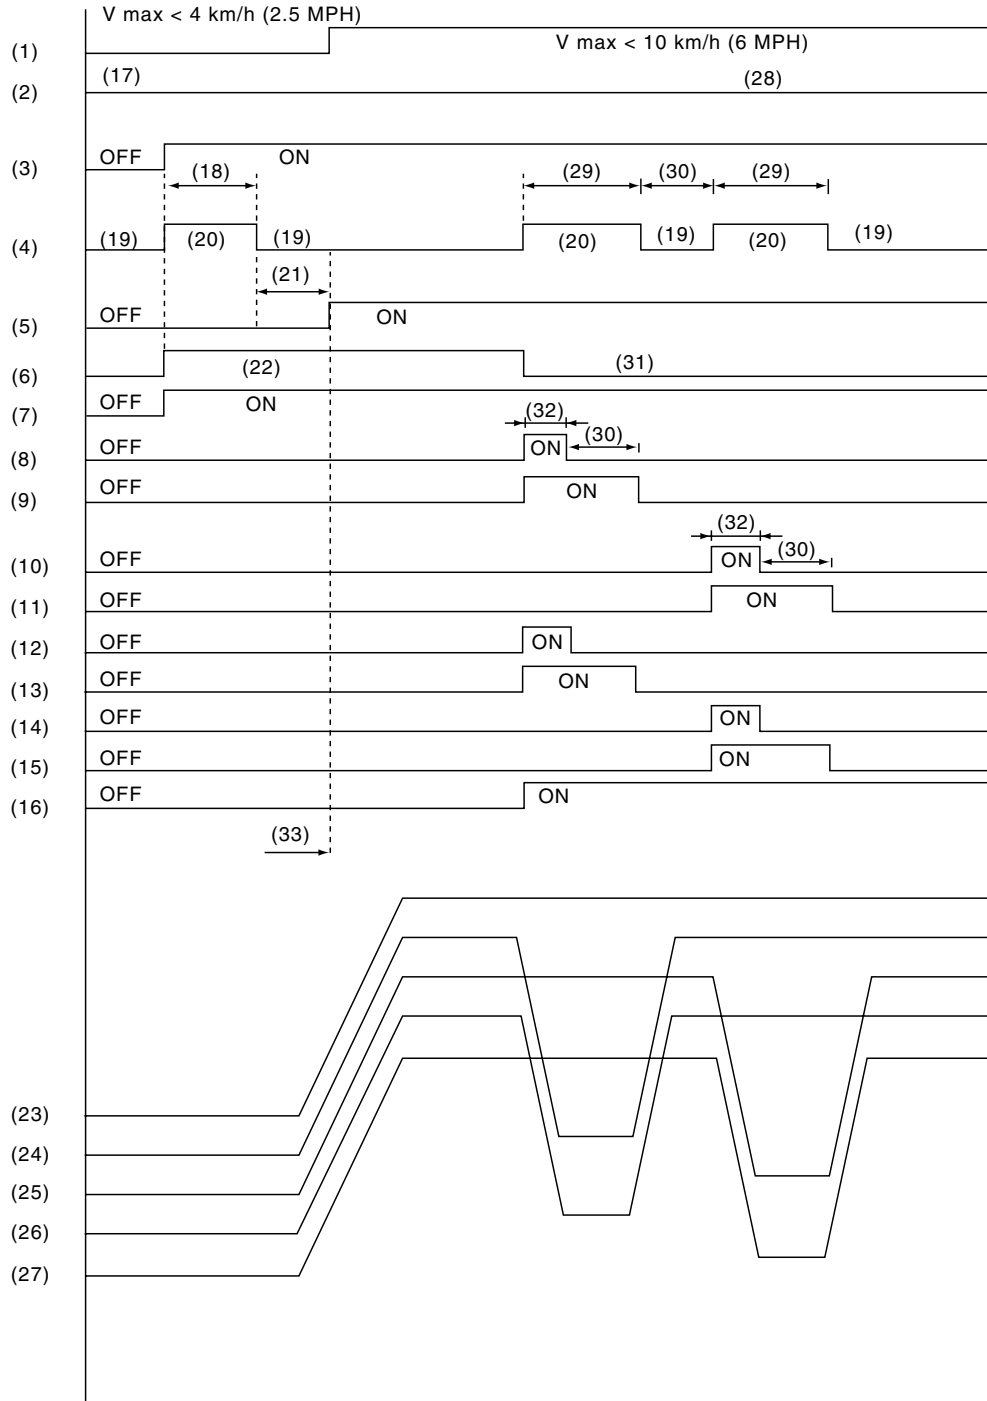 V max < 4 km/h (2.5 MPH)
(1) V max < 10 km/h (6 MPH)
(17) (28)
(2)
(3) OFF ON
(18) (29) (30) (29)
(4) (19) (20) (19) (20) (19) (20) (19)
(21)
(5) OFF ON
(6) (22) (31)
(7) OFF ON
(32)
(8) OFF ON (30)
(9) OFF ON
(32)
(10) OFF ON (30)
(11) OFF ON
(12) OFF ON
(13) OFF ON
(14) OFF ON
(15) OFF ON
(16) OFF ON
(33)
(23)
(24)
(25)
(26)
(27)